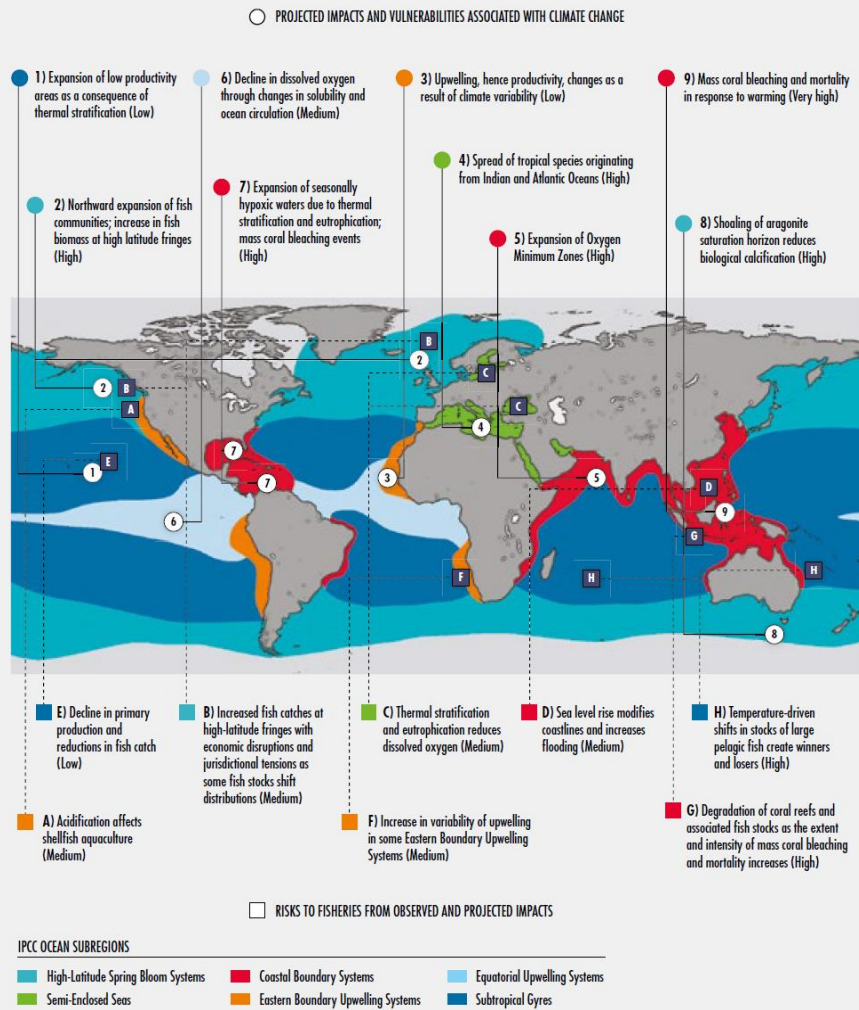 PROJECTED IMPACTS AND VULNERABILITIES ASSOCIATED WITH CLIMATE CHANGE
1) Expansion of low productivity
areas as a consequence of
thermal stratification (Low)
6) Decline in dissolved oxygen
through changes in solubility and
ocean circulation (Medium)
3) Upwelling, hence productivity, changes as a
result of climate variability (Low)
9) Mass coral bleaching and mortality
in response to warming (Very high)
2) Northward expansion of fish
communities; increase in fish
biomass at high latitude fringes
(High)
7) Expansion of seasonally
hypoxic waters due to thermal
stratification and eutrophication;
mass coral bleaching events
(High)
4) Spread of tropical species originating
from Indian and Atlantic Oceans (High)
5) Expansion of Oxygen
Minimum Zones (High)
8) Shoaling of aragonite
saturation horizon reduces
biological calcification (High)
B
2
C
2
B
A
C
7
4
E
1
3
5
D
7
6
9
G
F
H
H
8
E) Decline in primary
production and
reductions in fish catch
(Low)
B) Increased fish catches at
high-latitude fringes with
economic disruptions and
jurisdictional tensions as
some fish stocks shift
distributions (Medium)
C) Thermal stratification
and eutrophication reduces
dissolved oxygen (Medium)
D) Sea level rise modifies
coastlines and increases
flooding (Medium)
H) Temperature-driven
shifts in stocks of large
pelagic fish create winners
and losers (High)
A) Acidification affects
shellfish aquaculture
(Medium)
F) Increase in variability of upwelling
in some Eastern Boundary Upwelling
Systems (Medium)
G) Degradation of coral reefs and
associated fish stocks as the extent
and intensity of mass coral bleaching
and mortality increases (High)
RISKS TO FISHERIES FROM OBSERVED AND PROJECTED IMPACTS
IPCC OCEAN SUBREGIONS
High-Latitude Spring Bloom Systems
Coastal Boundary Systems
Equatorial Upwelling Systems
Semi-Enclosed Seas
Eastern Boundary Upwelling Systems
Subtropical Gyres